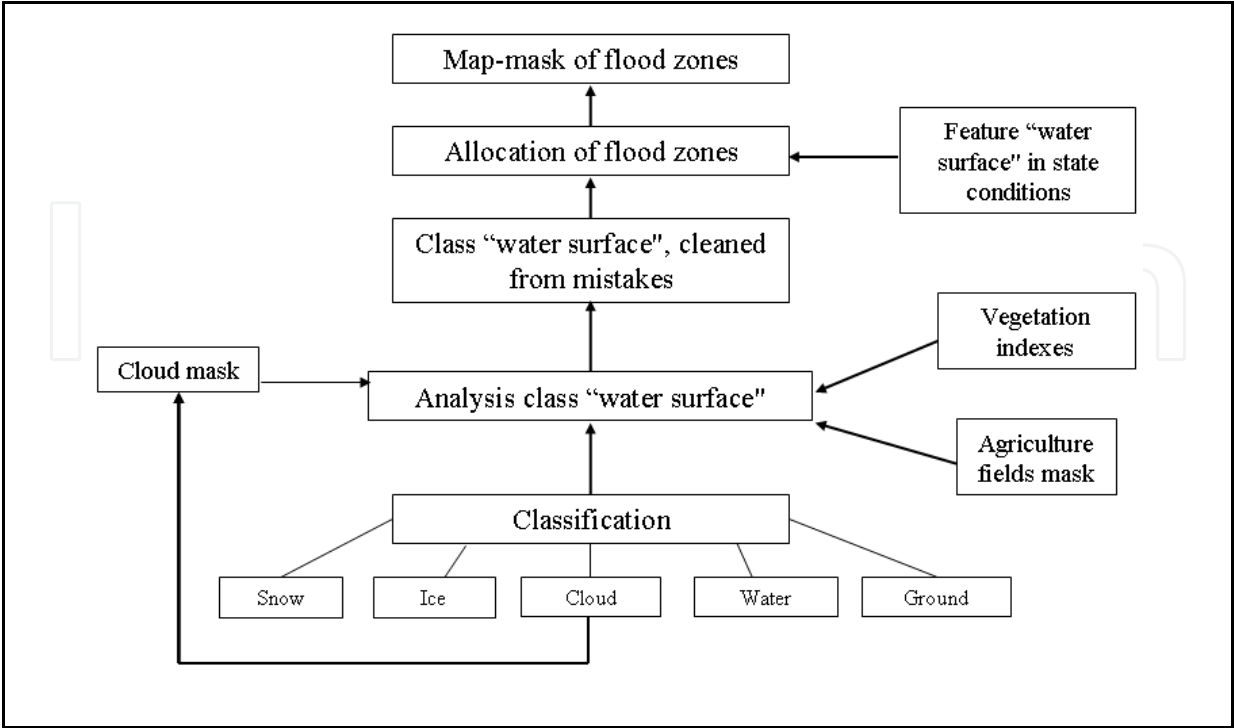 Map-mask of flood zones
Allocation of flood zones
Feature “water
surface" in state
conditions
Class “water surface", cleaned
from mistakes
Vegetation
indexes
Cloud mask
Analysis class “water surface"
Agriculture
fields mask
Classification
Snow
Ice
Cloud
Water
Ground